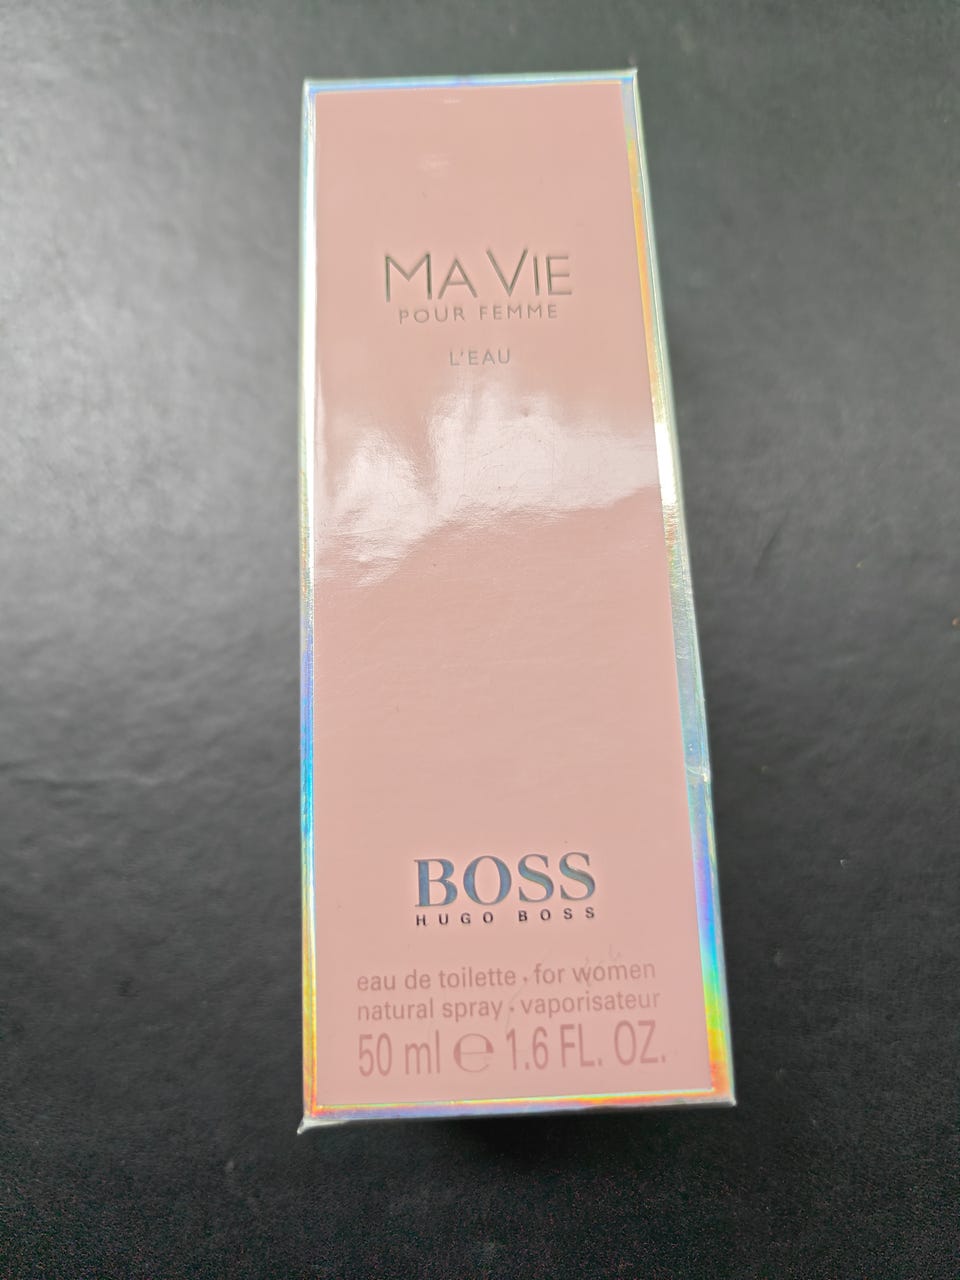 MA VIE
POUR FEMME
L'EAU
BOSS
HUGO BOSS
eau de toilette · for women
natural spray · vaporisateur
50 ml ℮ 1.6 FL. OZ.